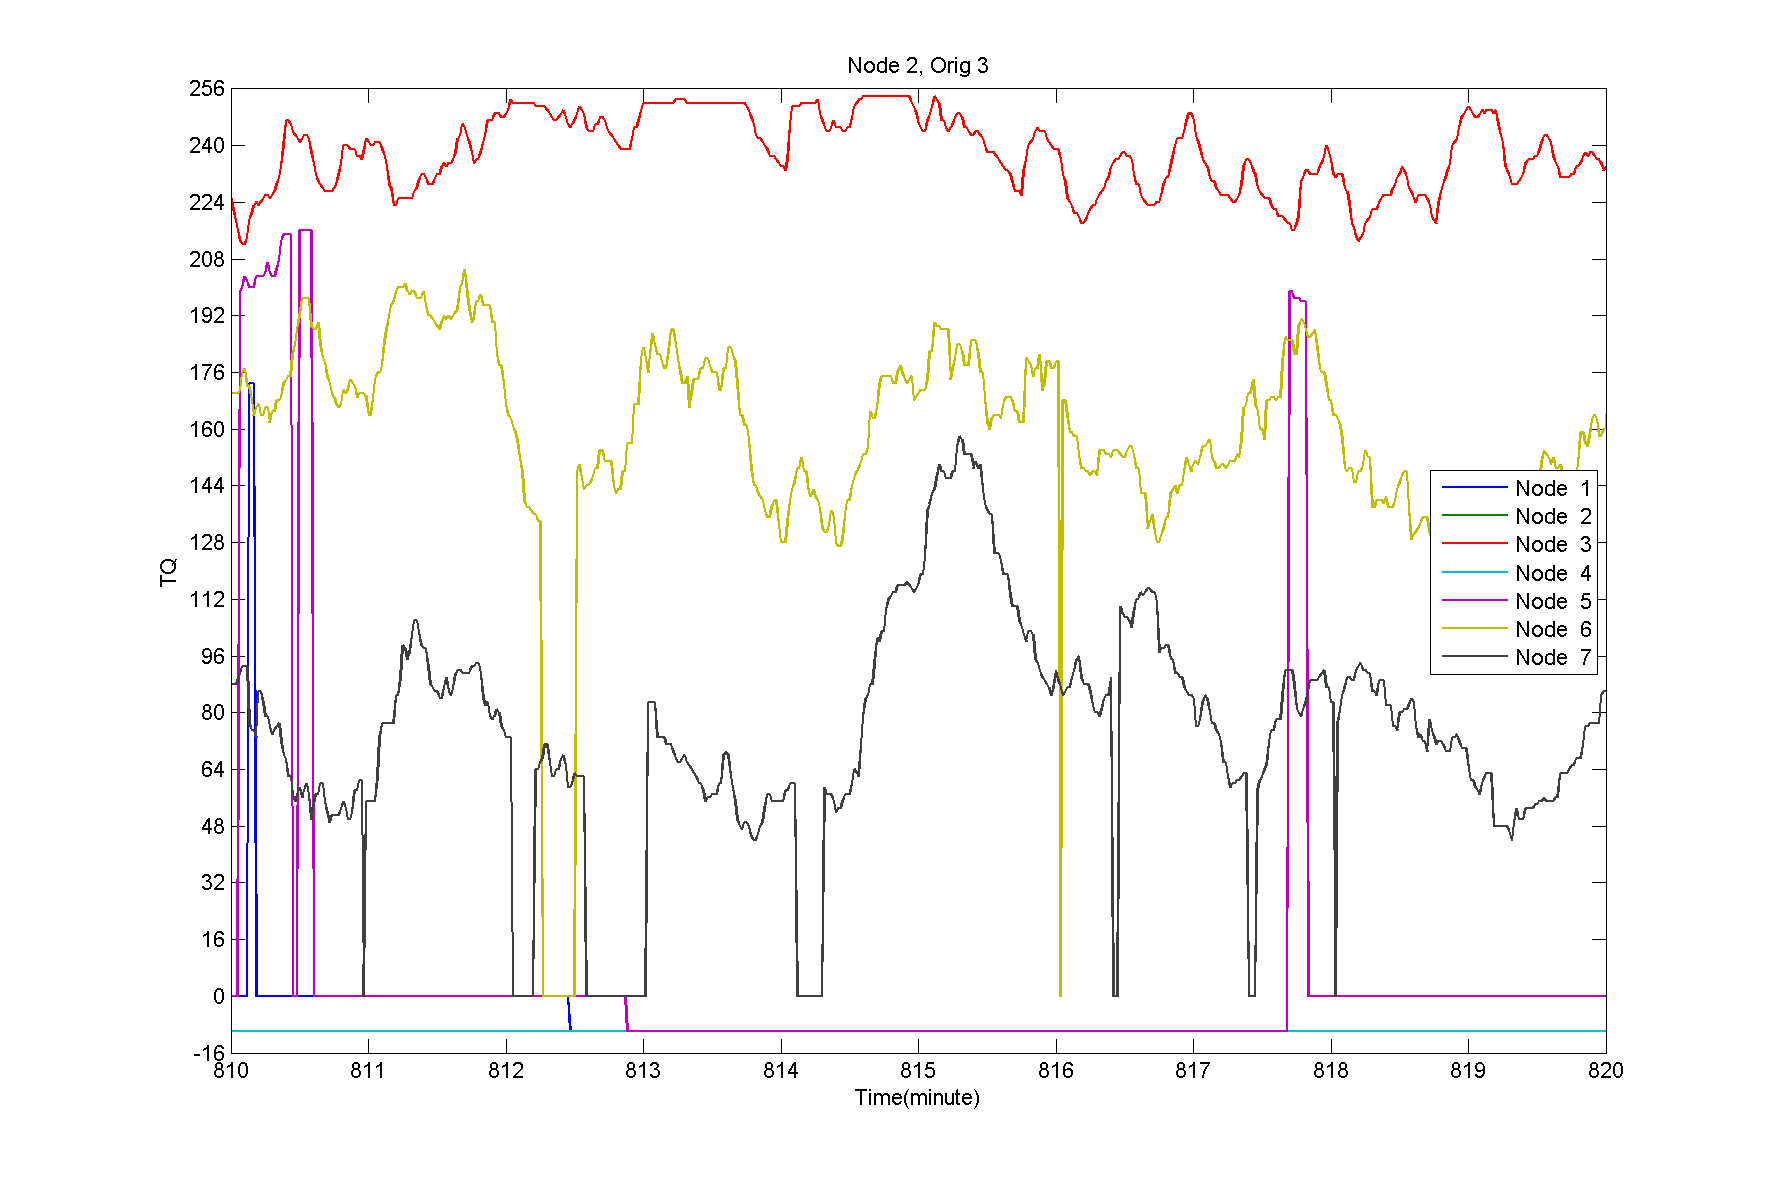 Node 2, Orig 3
256
240
224
208
192
176
160
144
128
112
96
80
64
48
32
16
0
-16
TQ
Node 1
Node 2
Node 3
Node 4
Node 5
Node 6
Node 7
810 811 812 813 814 815 816 817 818 819 820
Time(minute)